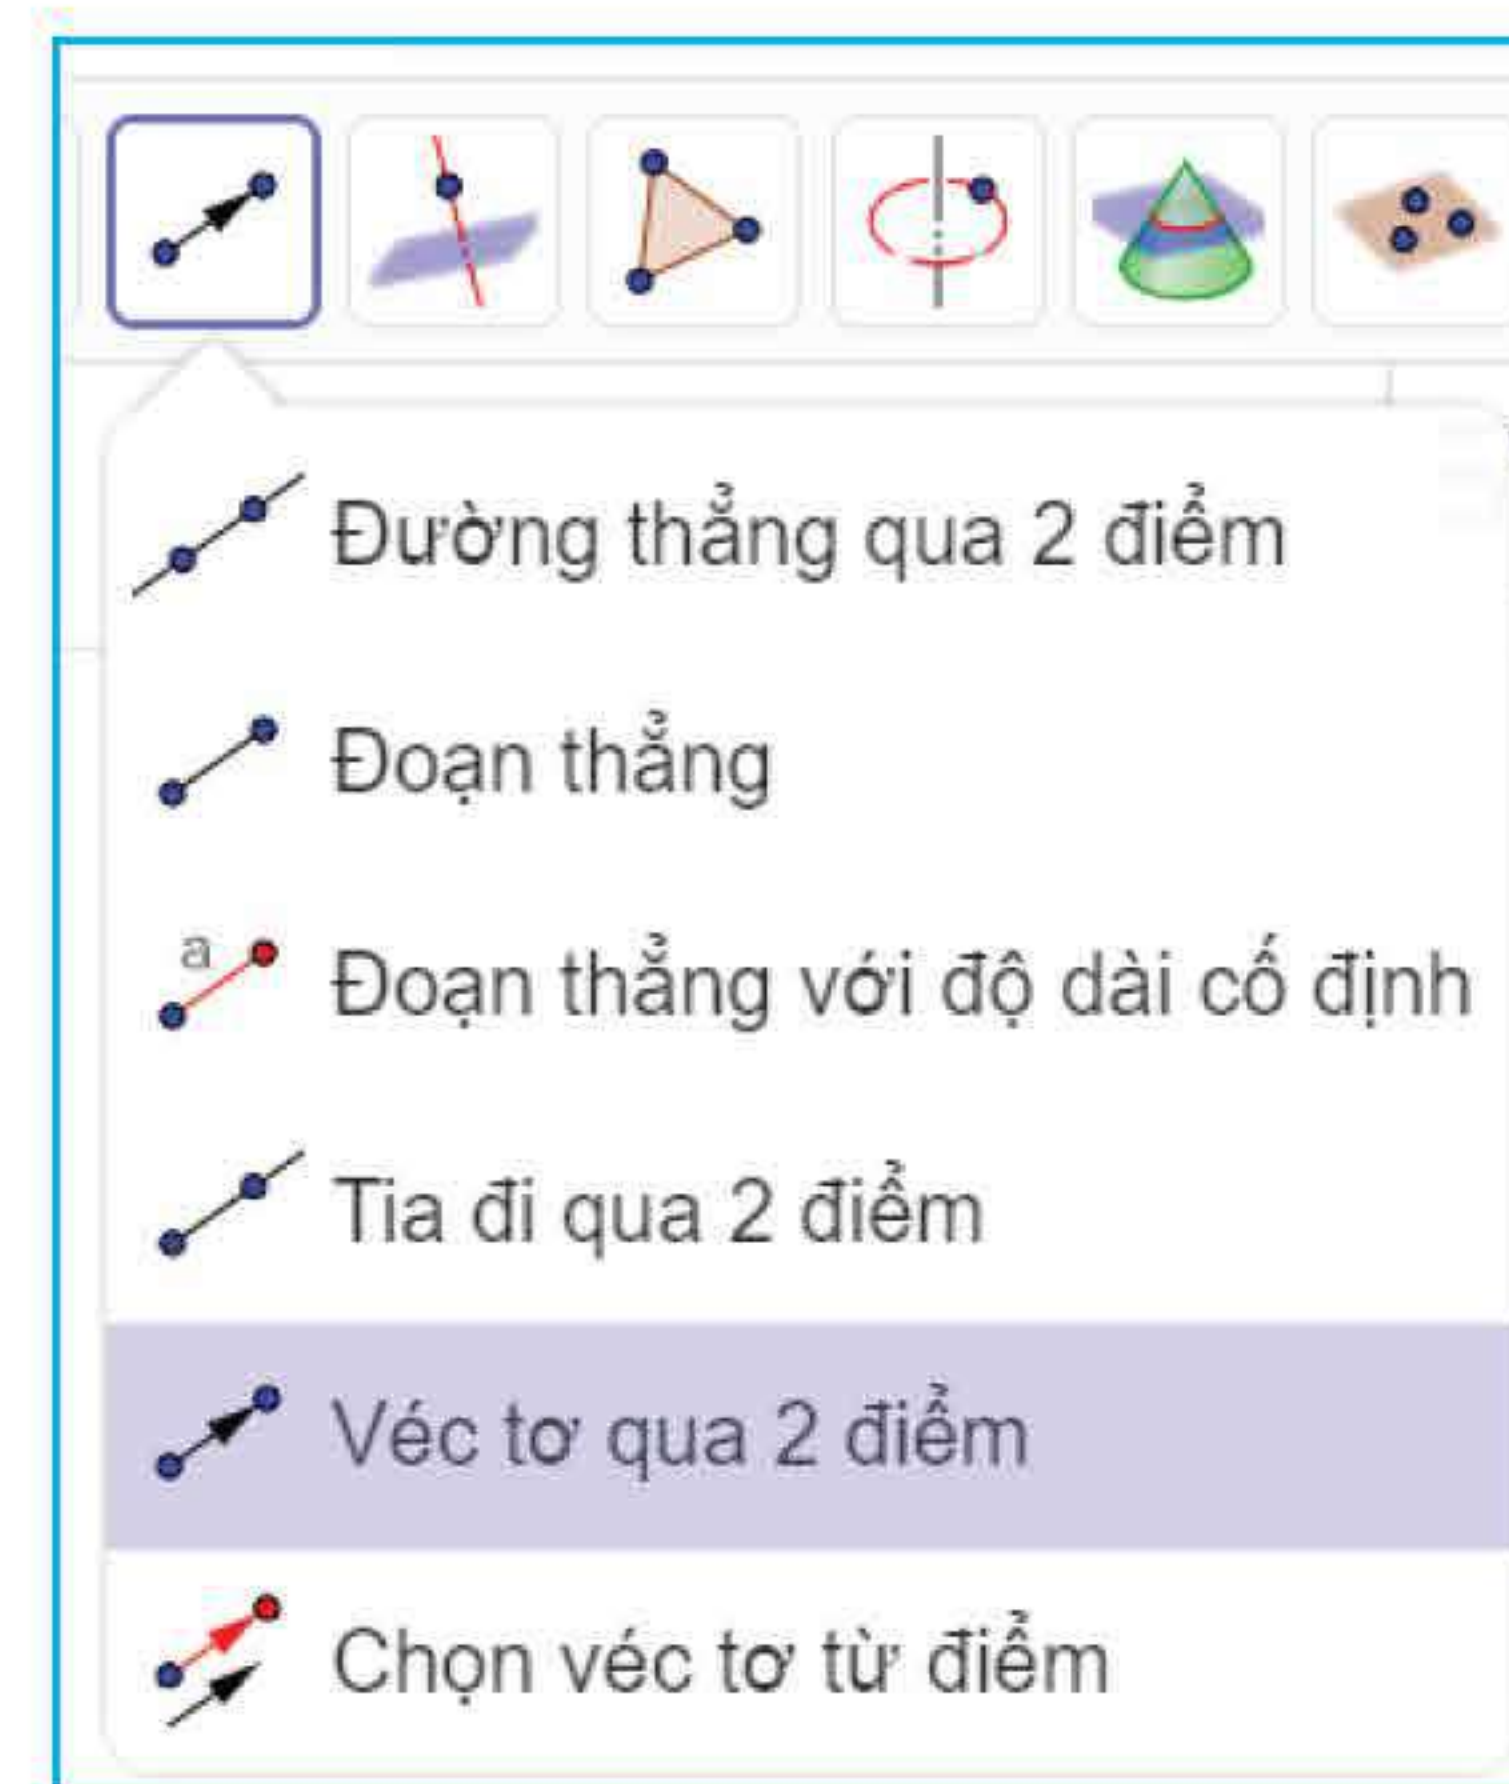 Đường thẳng qua 2 điểm
Đoạn thẳng
a
Đoạn thẳng với độ dài cố định
Tia đi qua 2 điểm
Véc tơ qua 2 điểm
Chọn véc tơ từ điểm